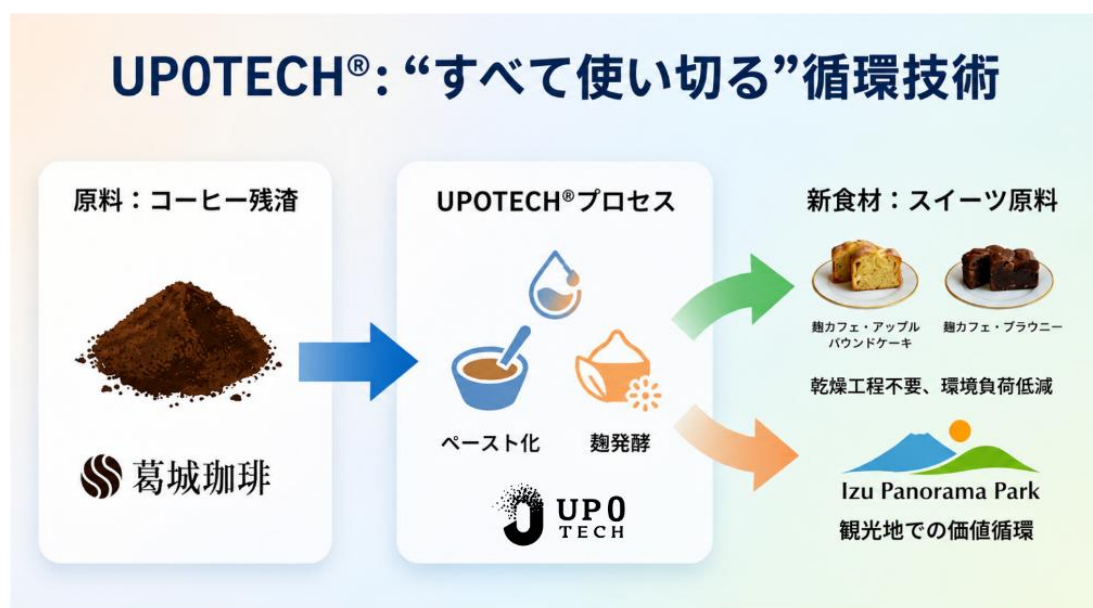 UP0TECH®: “すべて使い切る”循環技術
原料：コーヒー残渣
葛城珈琲
UPOTECH®プロセス
ペースト化
麹発酵
UP0
TECH
新食材：スイーツ原料
麹カフェ・アップル
パウンドケーキ
麹カフェ・ブラウニー
乾燥工程不要、環境負荷低減
Izu Panorama Park
観光地での価値循環